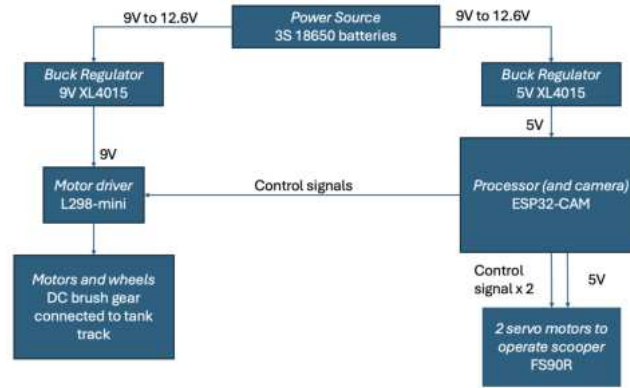 9V to 12.6V
Power Source
3S 18650 batteries
9V to 12.6V
Buck Regulator
9V XL4015
Buck Regulator
5V XL4015
9V
5V
Motor driver
L298-mini
Control signals
Processor (and camera)
ESP32-CAM
Motors and wheels
DC brush gear
connected to tank
track
Control
signal x 2
5V
2 servo motors to
operate scooper
FS90R